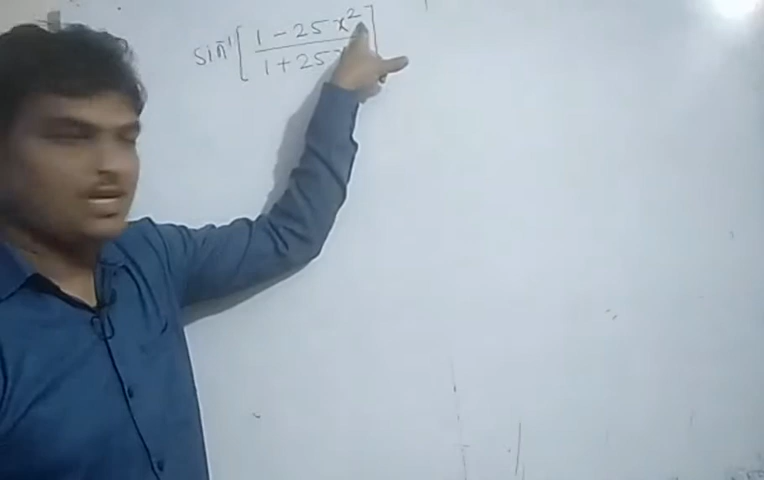 sin⁻¹[ 1 - 25x²
1 + 25 ]